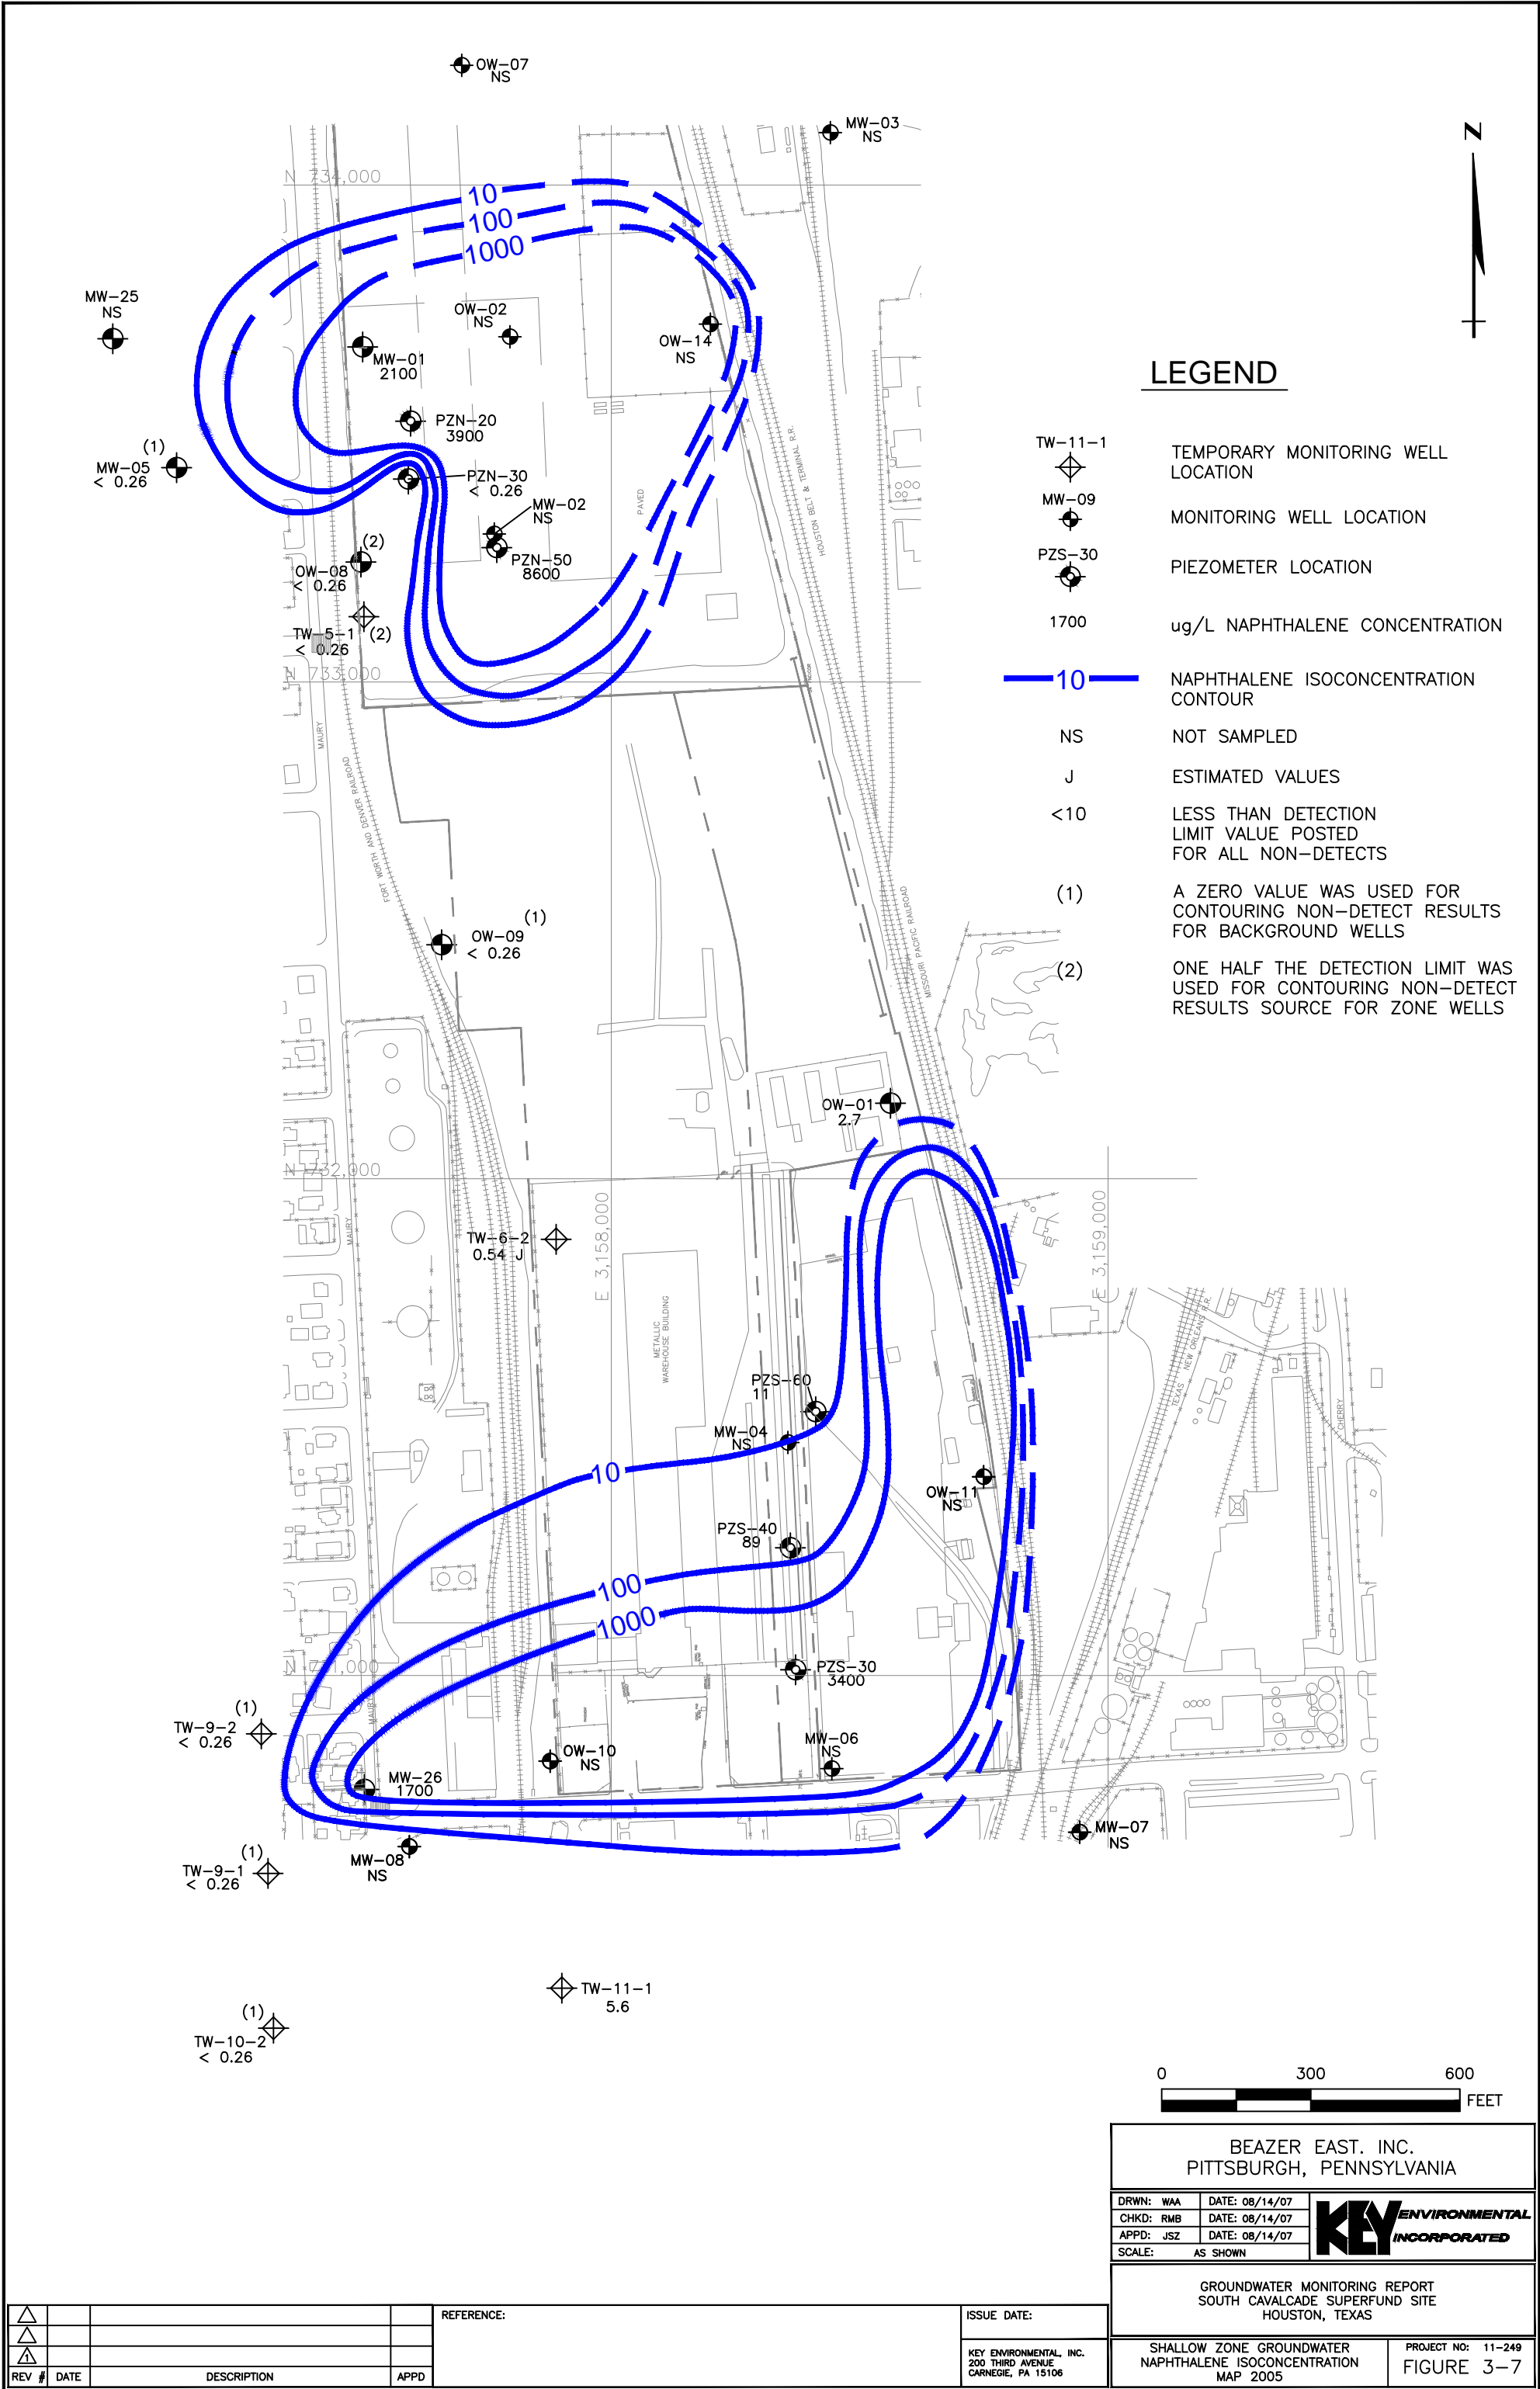 OW-07
NS
MW-03
NS
N
N 734,000
10
100
1000
MW-25
NS
OW-02
NS
OW-14
NS
MW-01
2100
PZN-20
3900
(1)
MW-05
< 0.26
PZN-30
< 0.26
MW-02
NS
PZN-50
8600
(2)
OW-08
< 0.26
TW-5-1 (2)
< 0.26
PAVED
HOUSTON BELT & TERMINAL R.R.
N 733,000
MAURY
FORT WORTH AND DENVER RAILROAD
LEGEND
TW-11-1
TEMPORARY MONITORING WELL
LOCATION
MW-09
MONITORING WELL LOCATION
PZS-30
PIEZOMETER LOCATION
1700
ug/L NAPHTHALENE CONCENTRATION
10
NAPHTHALENE ISOCONCENTRATION
CONTOUR
NS
NOT SAMPLED
J
ESTIMATED VALUES
<10
LESS THAN DETECTION
LIMIT VALUE POSTED
FOR ALL NON-DETECTS
(1)
A ZERO VALUE WAS USED FOR
CONTOURING NON-DETECT RESULTS
FOR BACKGROUND WELLS
(2)
ONE HALF THE DETECTION LIMIT WAS
USED FOR CONTOURING NON-DETECT
RESULTS SOURCE FOR ZONE WELLS
(1)
OW-09
< 0.26
MISSOURI PACIFIC RAILROAD
OW-01
2.7
N 732,000
MAURY
TW-6-2
0.54 J
E 3,158,000
E 3,159,000
METALLIC
WAREHOUSE BUILDING
TEXAS NEW ORLEANS R.R.
CHERRY
PZS-60
11
MW-04
NS
10
OW-11
NS
PZS-40
89
100
1000
N 731,000
MAURY
PZS-30
3400
(1)
TW-9-2
< 0.26
OW-10
NS
MW-06
NS
MW-26
1700
MW-07
NS
MW-08
NS
(1)
TW-9-1
< 0.26
TW-11-1
5.6
(1)
TW-10-2
< 0.26
0 300 600
FEET
BEAZER EAST. INC.
PITTSBURGH, PENNSYLVANIA
DRWN: WAA DATE: 08/14/07
CHKD: RMB DATE: 08/14/07
APPD: JSZ DATE: 08/14/07
SCALE: AS SHOWN
KEY ENVIRONMENTAL
INCORPORATED
GROUNDWATER MONITORING REPORT
SOUTH CAVALCADE SUPERFUND SITE
HOUSTON, TEXAS
SHALLOW ZONE GROUNDWATER
NAPHTHALENE ISOCONCENTRATION
MAP 2005
PROJECT NO: 11-249
FIGURE 3-7
REFERENCE:
ISSUE DATE:
KEY ENVIRONMENTAL, INC.
200 THIRD AVENUE
CARNEGIE, PA 15106
1
REV # DATE DESCRIPTION APPD